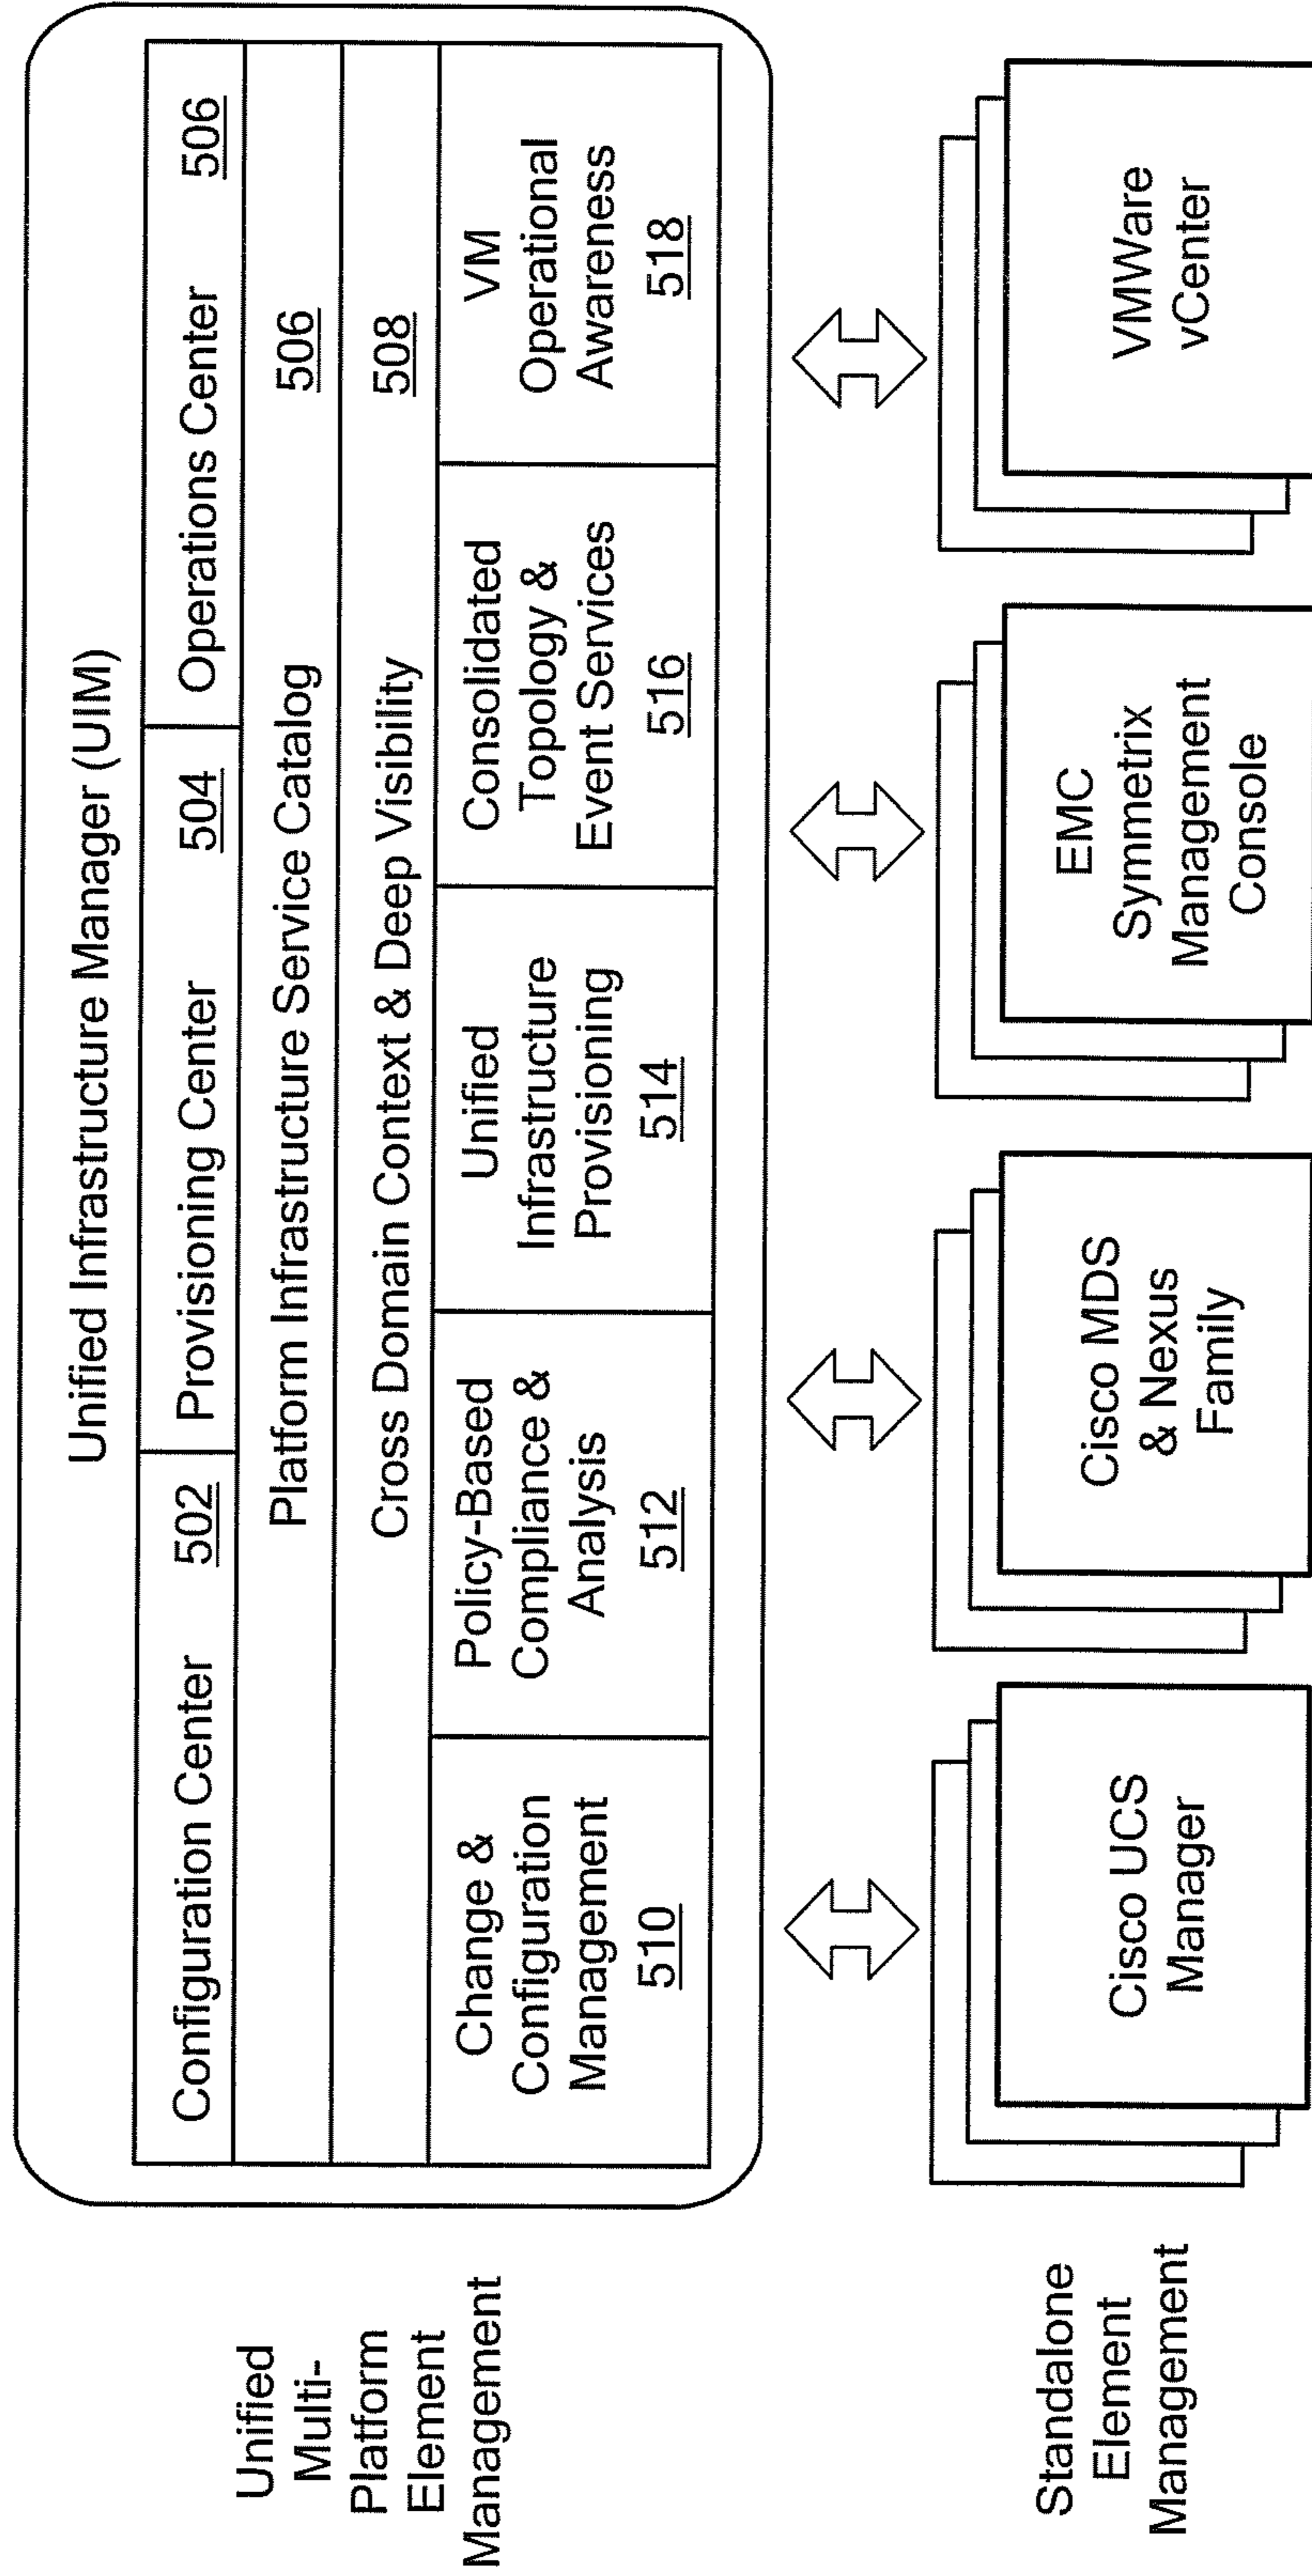 Unified Infrastructure Manager (UIM)
Configuration Center 502
Provisioning Center 504
Operations Center 506
Platform Infrastructure Service Catalog 506
Cross Domain Context & Deep Visibility 508
Change &
Configuration
Management
510
Policy-Based
Compliance &
Analysis
512
Unified
Infrastructure
Provisioning
514
Consolidated
Topology &
Event Services
516
VM
Operational
Awareness
518
Unified
Multi-
Platform
Element
Management
Standalone
Element
Management
Cisco UCS
Manager
Cisco MDS
& Nexus
Family
EMC
Symmetrix
Management
Console
VMWare
vCenter